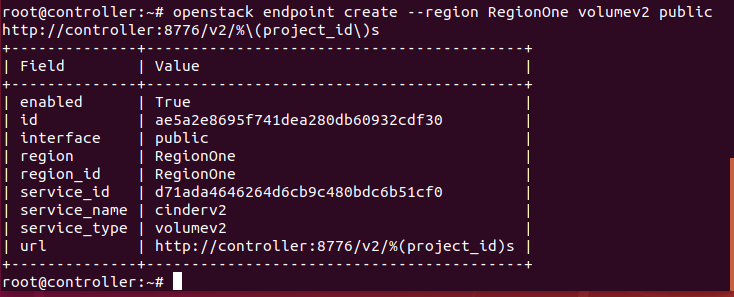 root@controller:~# openstack endpoint create --region RegionOne volumev2 public
http://controller:8776/v2/%\(project_id\)s
+--------------+------------------------------------------+
| Field        | Value                                    |
+--------------+------------------------------------------+
| enabled      | True                                     |
| id           | ae5a2e8695f741dea280db60932cdf30         |
| interface    | public                                   |
| region       | RegionOne                                |
| region_id    | RegionOne                                |
| service_id   | d71ada4646264d6cb9c480bdc6b51cf0         |
| service_name | cinderv2                                 |
| service_type | volumev2                                 |
| url          | http://controller:8776/v2/%(project_id)s |
+--------------+------------------------------------------+
root@controller:~#